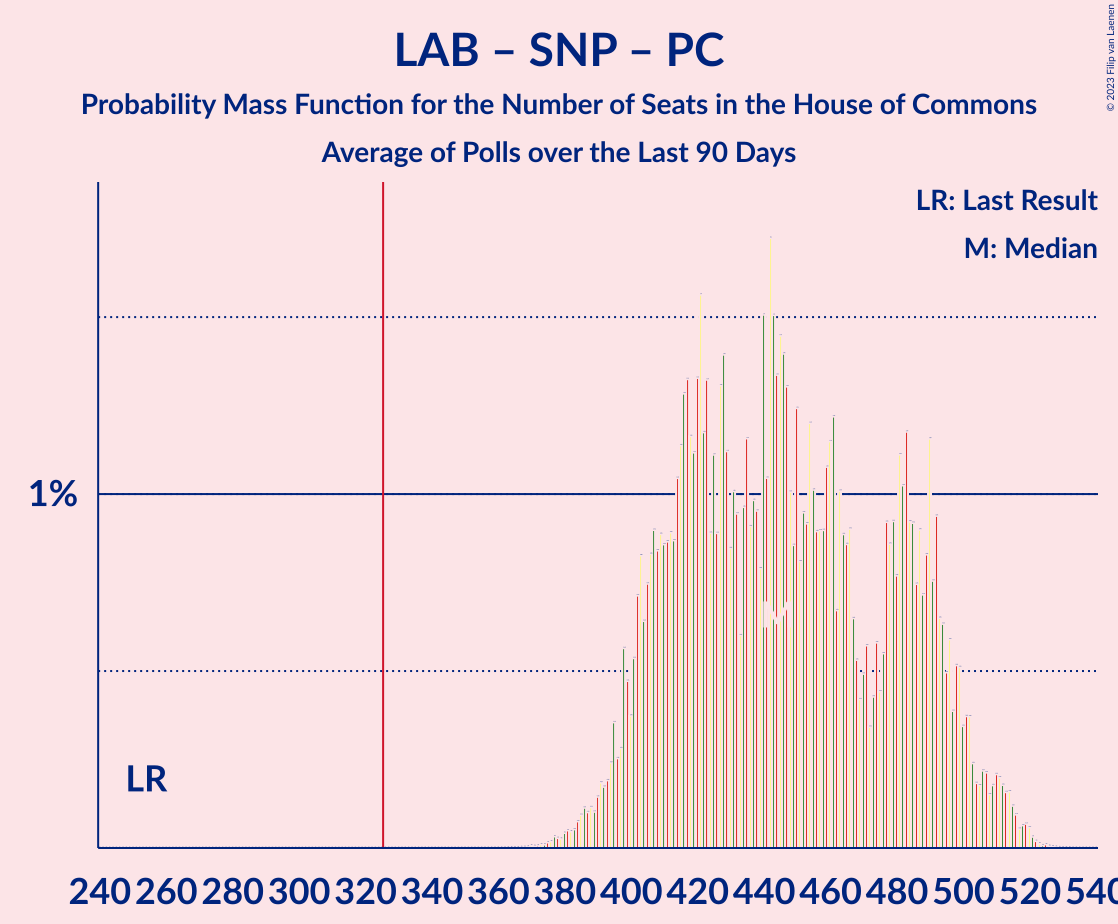 © 2023 Filip van Laenen
LAB – SNP – PC
Probability Mass Function for the Number of Seats in the House of Commons
Average of Polls over the Last 90 Days
LR: Last Result
M: Median
1%
M
LR
240 260 280 300 320 340 360 380 400 420 440 460 480 500 520 540